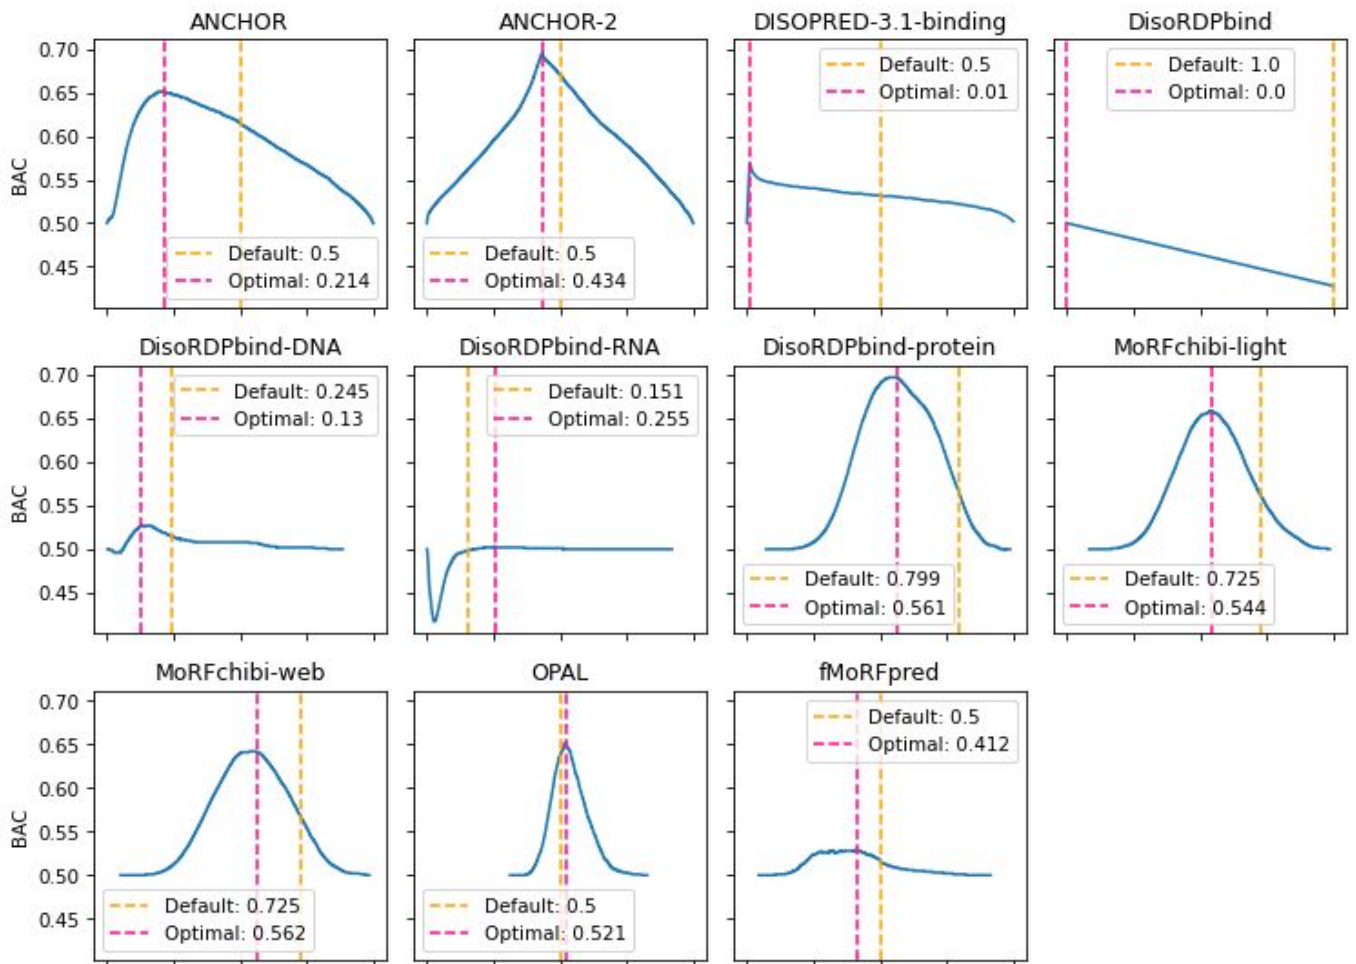 ANCHOR
ANCHOR-2
DISOPRED-3.1-binding
DisoRDPbind
BAC
0.70
0.65
0.60
0.55
0.50
0.45
Default: 0.5
Optimal: 0.214
Default: 0.5
Optimal: 0.434
Default: 0.5
Optimal: 0.01
Default: 1.0
Optimal: 0.0
DisoRDPbind-DNA
DisoRDPbind-RNA
DisoRDPbind-protein
MoRFchibi-light
BAC
0.70
0.65
0.60
0.55
0.50
0.45
Default: 0.245
Optimal: 0.13
Default: 0.151
Optimal: 0.255
Default: 0.799
Optimal: 0.561
Default: 0.725
Optimal: 0.544
MoRFchibi-web
OPAL
fMoRFpred
BAC
0.70
0.65
0.60
0.55
0.50
0.45
Default: 0.725
Optimal: 0.562
Default: 0.5
Optimal: 0.521
Default: 0.5
Optimal: 0.412